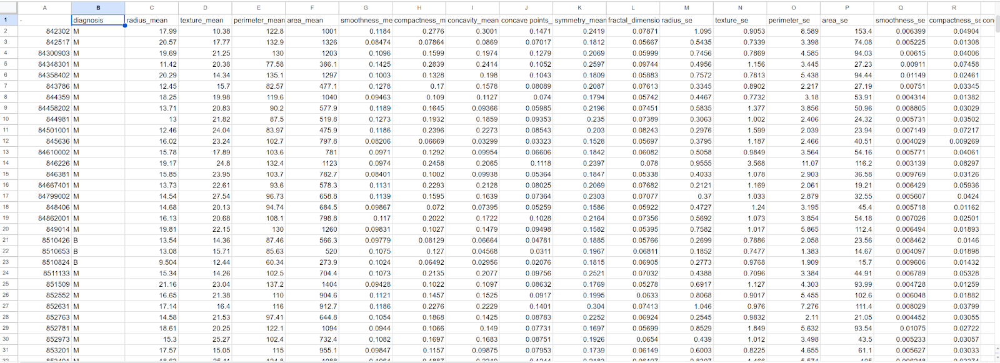 A B C D E F G H I J K L M N O P Q R
1 - diagnosis radius_mean texture_mean perimeter_mean area_mean smoothness_me compactness_m concavity_mean concave points_ symmetry_mean fractal_dimensio radius_se texture_se perimeter_se area_se smoothness_se compactness_se con
2 842302 M 17.99 10.38 122.8 1001 0.1184 0.2776 0.3001 0.1471 0.2419 0.07871 1.095 0.9053 8.589 153.4 0.006399 0.04904
3 842517 M 20.57 17.77 132.9 1326 0.08474 0.07864 0.0869 0.07017 0.1812 0.05667 0.5435 0.7339 3.398 74.08 0.005225 0.01308
4 84300903 M 19.69 21.25 130 1203 0.1096 0.1599 0.1974 0.1279 0.2069 0.05999 0.7456 0.7869 4.585 94.03 0.00615 0.04006
5 84348301 M 11.42 20.38 77.58 386.1 0.1425 0.2839 0.2414 0.1052 0.2597 0.09744 0.4956 1.156 3.445 27.23 0.00911 0.07458
6 84358402 M 20.29 14.34 135.1 1297 0.1003 0.1328 0.198 0.1043 0.1809 0.05883 0.7572 0.7813 5.438 94.44 0.01149 0.02461
7 843786 M 12.45 15.7 82.57 477.1 0.1278 0.17 0.1578 0.08089 0.2087 0.07613 0.3345 0.8902 2.217 27.19 0.00751 0.03345
8 844359 M 18.25 19.98 119.6 1040 0.09463 0.109 0.1127 0.074 0.1794 0.05742 0.4467 0.7732 3.18 53.91 0.004314 0.01382
9 84458202 M 13.71 20.83 90.2 577.9 0.1189 0.1645 0.09366 0.05985 0.2196 0.07451 0.5835 1.377 3.856 50.96 0.008805 0.03029
10 844981 M 13 21.82 87.5 519.8 0.1273 0.1932 0.1859 0.09353 0.235 0.07389 0.3063 1.002 2.406 24.32 0.005731 0.03502
11 84501001 M 12.46 24.04 83.97 475.9 0.1186 0.2396 0.2273 0.08543 0.203 0.08243 0.2976 1.599 2.039 23.94 0.007149 0.07217
12 845636 M 16.02 23.24 102.7 797.8 0.08206 0.06669 0.03299 0.03323 0.1528 0.05697 0.3795 1.187 2.466 40.51 0.004029 0.009269
13 84610002 M 15.78 17.89 103.6 781 0.0971 0.1292 0.09954 0.06606 0.1842 0.06082 0.5058 0.9849 3.564 54.16 0.005771 0.04061
14 846226 M 19.17 24.8 132.4 1123 0.0974 0.2458 0.2065 0.1118 0.2397 0.078 0.9555 3.568 11.07 116.2 0.003139 0.08297
15 846381 M 15.85 23.95 103.7 782.7 0.08401 0.1002 0.09938 0.05364 0.1847 0.05338 0.4033 1.078 2.903 36.58 0.009769 0.03126
16 84667401 M 13.73 22.61 93.6 578.3 0.1131 0.2293 0.2128 0.08025 0.2069 0.07682 0.2121 1.169 2.061 19.21 0.006429 0.05936
17 84799002 M 14.54 27.54 96.73 658.8 0.1139 0.1595 0.1639 0.07364 0.2303 0.07077 0.37 1.033 2.879 32.55 0.005607 0.0424
18 848406 M 14.68 20.13 94.74 684.5 0.09867 0.072 0.07395 0.05259 0.1586 0.05922 0.4727 1.24 3.195 45.4 0.005718 0.01162
19 84862001 M 16.13 20.68 108.1 798.8 0.117 0.2022 0.1722 0.1028 0.2164 0.07356 0.5692 1.073 3.854 54.18 0.007026 0.02501
20 849014 M 19.81 22.15 130 1260 0.09831 0.1027 0.1479 0.09498 0.1582 0.05395 0.7582 1.017 5.865 112.4 0.006494 0.01893
21 8510426 B 13.54 14.36 87.46 566.3 0.09779 0.08129 0.06664 0.04781 0.1885 0.05766 0.2699 0.7886 2.058 23.56 0.008462 0.0146
22 8510653 B 13.08 15.71 85.63 520 0.1075 0.127 0.04568 0.0311 0.1967 0.06811 0.1852 0.7477 1.383 14.67 0.004097 0.01898
23 8510824 B 9.504 12.44 60.34 273.9 0.1024 0.06492 0.02956 0.02076 0.1815 0.06905 0.2773 0.9768 1.909 15.7 0.009606 0.01432
24 8511133 M 15.34 14.26 102.5 704.4 0.1073 0.2135 0.2077 0.09756 0.2521 0.07032 0.4388 0.7096 3.384 44.91 0.006789 0.05328
25 851509 M 21.16 23.04 137.2 1404 0.09428 0.1022 0.1097 0.08632 0.1769 0.05278 0.6917 1.127 4.303 93.99 0.004728 0.01259
26 852552 M 16.65 21.38 110 904.6 0.1121 0.1457 0.1525 0.0917 0.1995 0.0633 0.8068 0.9017 5.455 102.6 0.006048 0.01882
27 852631 M 17.14 16.4 116 912.7 0.1186 0.2276 0.2229 0.1401 0.304 0.07413 1.046 0.976 7.276 111.4 0.008029 0.03799
28 852763 M 14.58 21.53 97.41 644.8 0.1054 0.1868 0.1425 0.08783 0.2252 0.06924 0.2545 0.9832 2.11 21.05 0.004452 0.03055
29 852781 M 18.61 20.25 122.1 1094 0.0944 0.1066 0.149 0.07731 0.1697 0.05699 0.8529 1.849 5.632 93.54 0.01075 0.02722
30 852973 M 15.3 25.27 102.4 732.4 0.1082 0.1697 0.1683 0.08751 0.1926 0.0654 0.439 1.012 3.498 43.5 0.005233 0.03057
31 853201 M 17.57 15.05 115 955.1 0.09847 0.1157 0.09875 0.07953 0.1739 0.06149 0.6003 0.8225 4.655 61.1 0.005627 0.03033